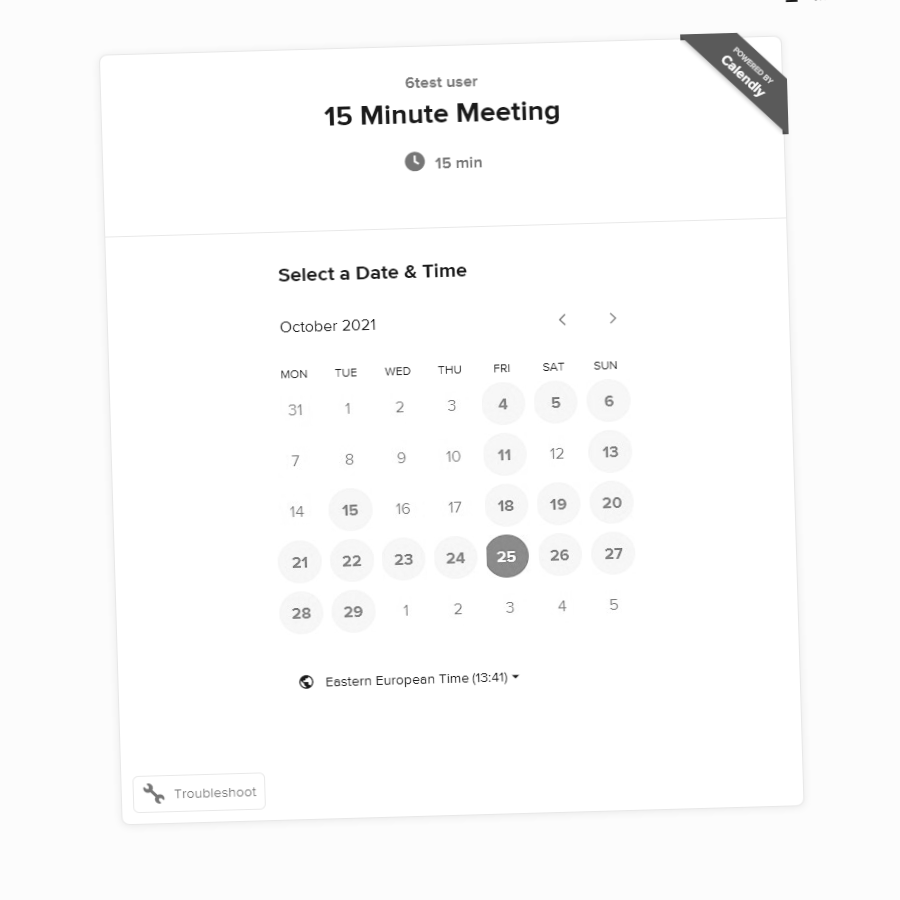 POWERED BY
Calendly
6test user
15 Minute Meeting
15 min
Select a Date & Time
October 2021
MON TUE WED THU FRI SAT SUN
31 1 2 3 4 5 6
7 8 9 10 11 12 13
14 15 16 17 18 19 20
21 22 23 24 25 26 27
28 29 1 2 3 4 5
Eastern European Time (13:41)
Troubleshoot